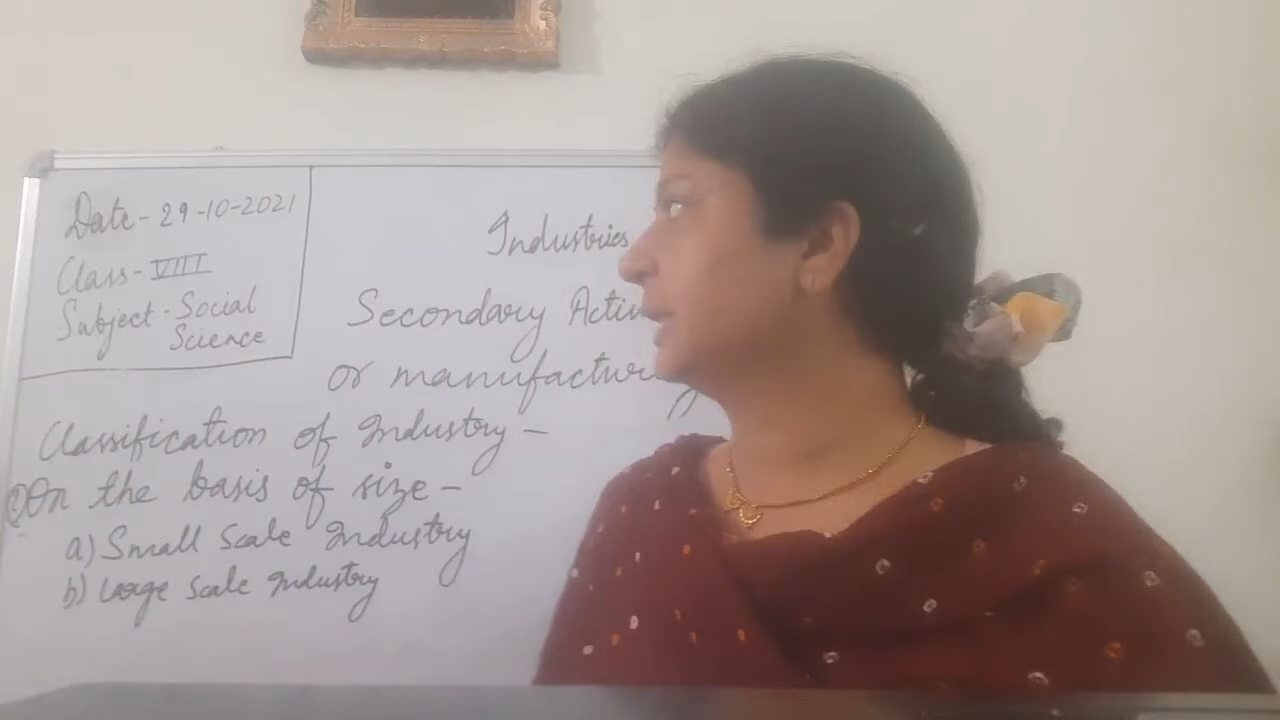 Date - 29-10-2021
Class - VIII
Subject - Social
Science
Industries
Secondary
or
Classification of Industry -
On the basis of size -
a) Small Scale Industry
b) Large Scale Industry